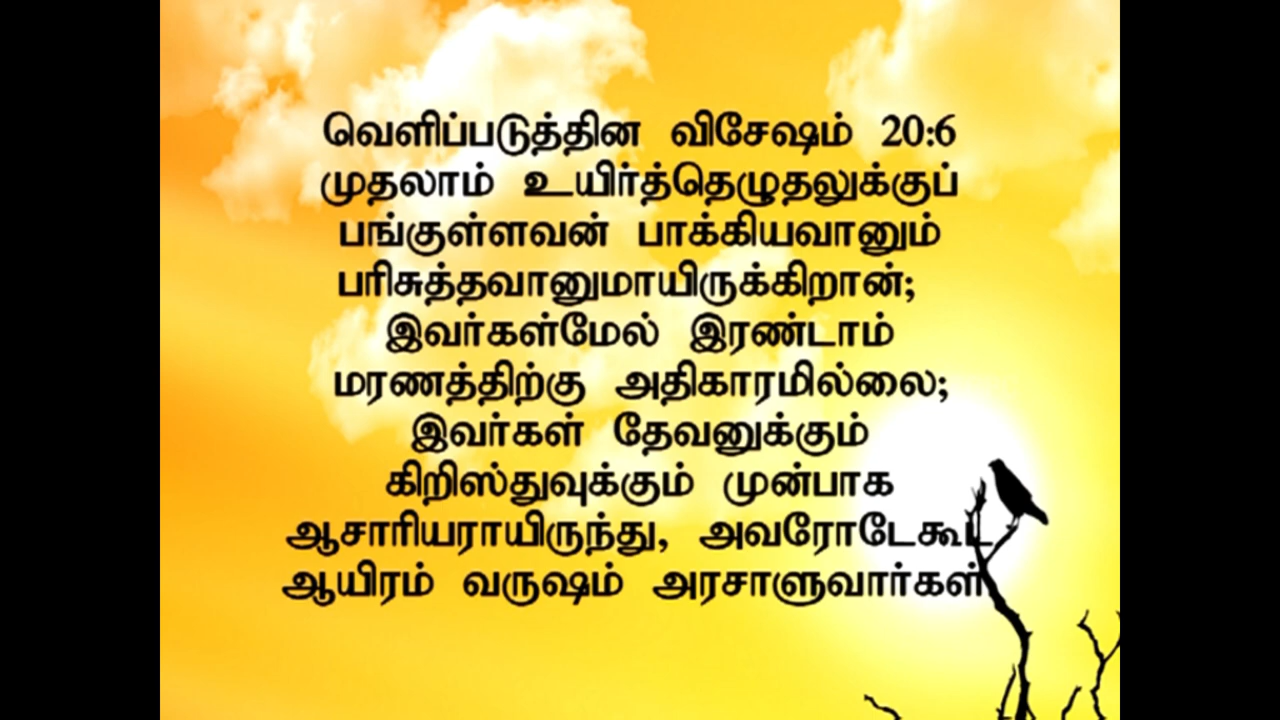 வெளிப்படுத்தின விசேஷம் 20:6
முதலாம் உயிர்த்தெழுதலுக்குப்
பங்குள்ளவன் பாக்கியவானும்
பரிசுத்தவானுமாயிருக்கிறான்;
இவர்கள்மேல் இரண்டாம்
மரணத்திற்கு அதிகாரமில்லை;
இவர்கள் தேவனுக்கும்
கிறிஸ்துவுக்கும் முன்பாக
ஆசாரியராயிருந்து, அவரோடேகூட
ஆயிரம் வருஷம் அரசாளுவார்கள்